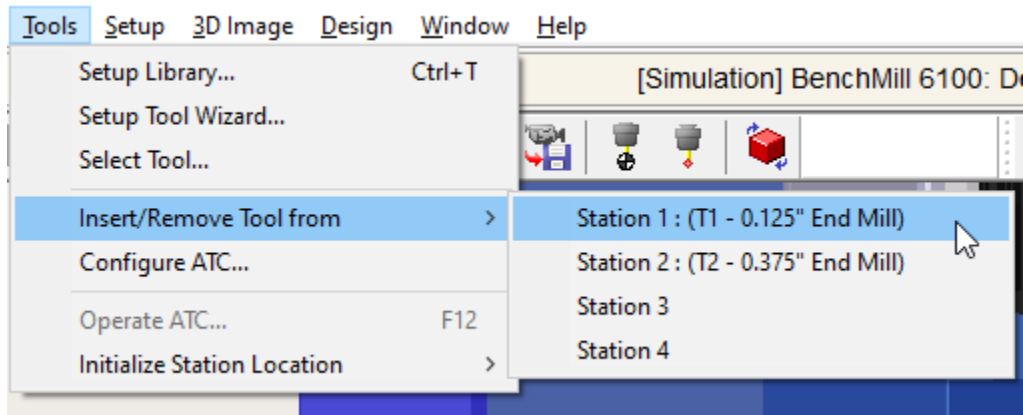 Tools Setup 3D Image Design Window Help
Setup Library... Ctrl+T
[Simulation] BenchMill 6100:
Setup Tool Wizard...
Select Tool...
Insert/Remove Tool from >
Station 1 : (T1 - 0.125" End Mill)
Configure ATC...
Station 2 : (T2 - 0.375" End Mill)
Operate ATC... F12
Station 3
Initialize Station Location >
Station 4